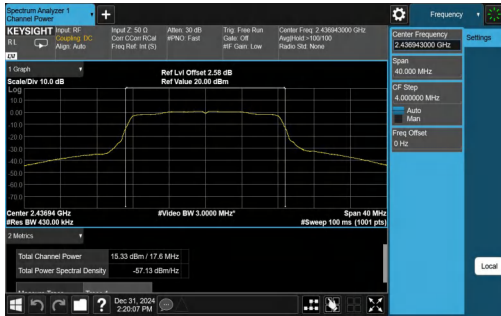 Spectrum Analyzer 1
Channel Power
Frequency
KEYSIGHT
RL
Input: RF
Coupling: DC
Align: Auto
Input Z: 50 Ω
Corr CCorr RCal
Freq Ref: Int (S)
Atten: 30 dB
#PNO: Fast
Trig: Free Run
Gate: Off
#IF Gain: Low
Center Freq: 2.436943000 GHz
Avg|Hold:>100/100
Radio Std: None
Center Frequency
2.436943000 GHz
Settings
Span
40.000 MHz
CF Step
4.000000 MHz
Auto
Man
Freq Offset
0 Hz
1 Graph
Scale/Div 10.0 dB
Ref Lvl Offset 2.58 dB
Ref Value 20.00 dBm
Log
10.0
0.00
-10.0
-20.0
-30.0
-40.0
-50.0
-60.0
-70.0
Center 2.43694 GHz
#Res BW 430.00 kHz
#Video BW 3.0000 MHz*
Span 40 MHz
#Sweep 100 ms (1001 pts)
2 Metrics
Total Channel Power 15.33 dBm / 17.6 MHz
Total Power Spectral Density -57.13 dBm/Hz
Local
?
Dec 31, 2024
2:20:07 PM